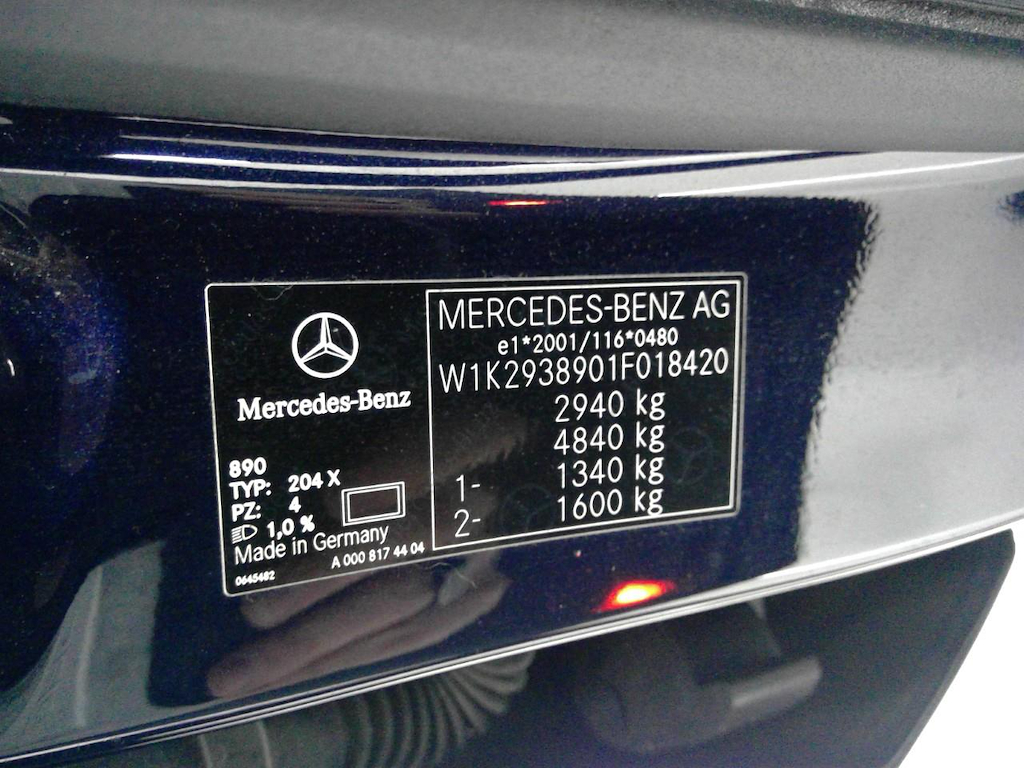 Mercedes-Benz
890
TYP: 204 X
PZ: 4
1,0 %
Made in Germany
A 000 817 44 04
0645482
MERCEDES-BENZ AG
e1*2001/116*0480
W1K2938901F018420
2940 kg
4840 kg
1- 1340 kg
2- 1600 kg